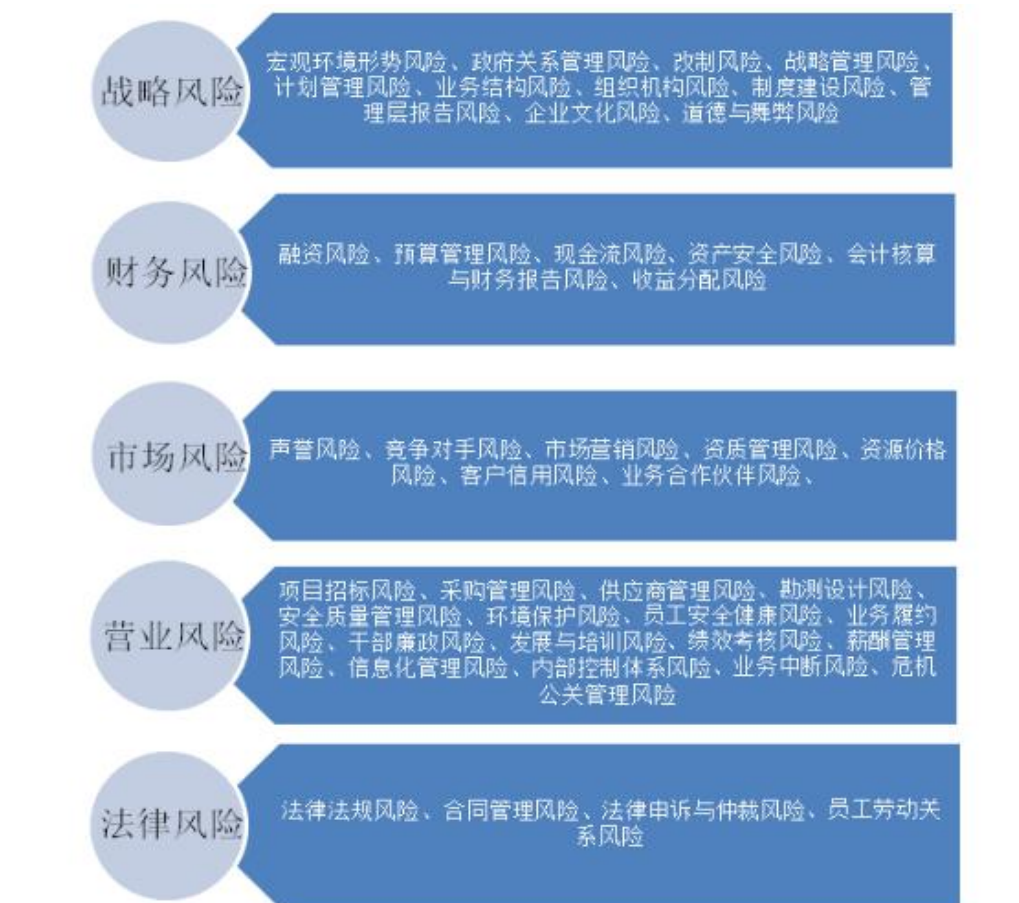 战略风险
宏观环境形势风险、政府关系管理风险、改制风险、战略管理风险、
计划管理风险、业务结构风险、组织机构风险、制度建设风险、管
理层报告风险、企业文化风险、道德与舞弊风险
财务风险
融资风险、预算管理风险、现金流风险、资产安全风险、会计核算
与财务报告风险、收益分配风险
市场风险
声誉风险、竞争对手风险、市场营销风险、资质管理风险、资源价格
风险、客户信用风险、业务合作伙伴风险、
营业风险
项目招标风险、采购管理风险、供应商管理风险、勘测设计风险、
安全质量管理风险、环境保护风险、员工安全健康风险、业务履约
风险、干部廉政风险、发展与培训风险、绩效考核风险、薪酬管理
风险、信息化管理风险、内部控制体系风险、业务中断风险、危机
公关管理风险
法律风险
法律法规风险、合同管理风险、法律申诉与仲裁风险、员工劳动关
系风险